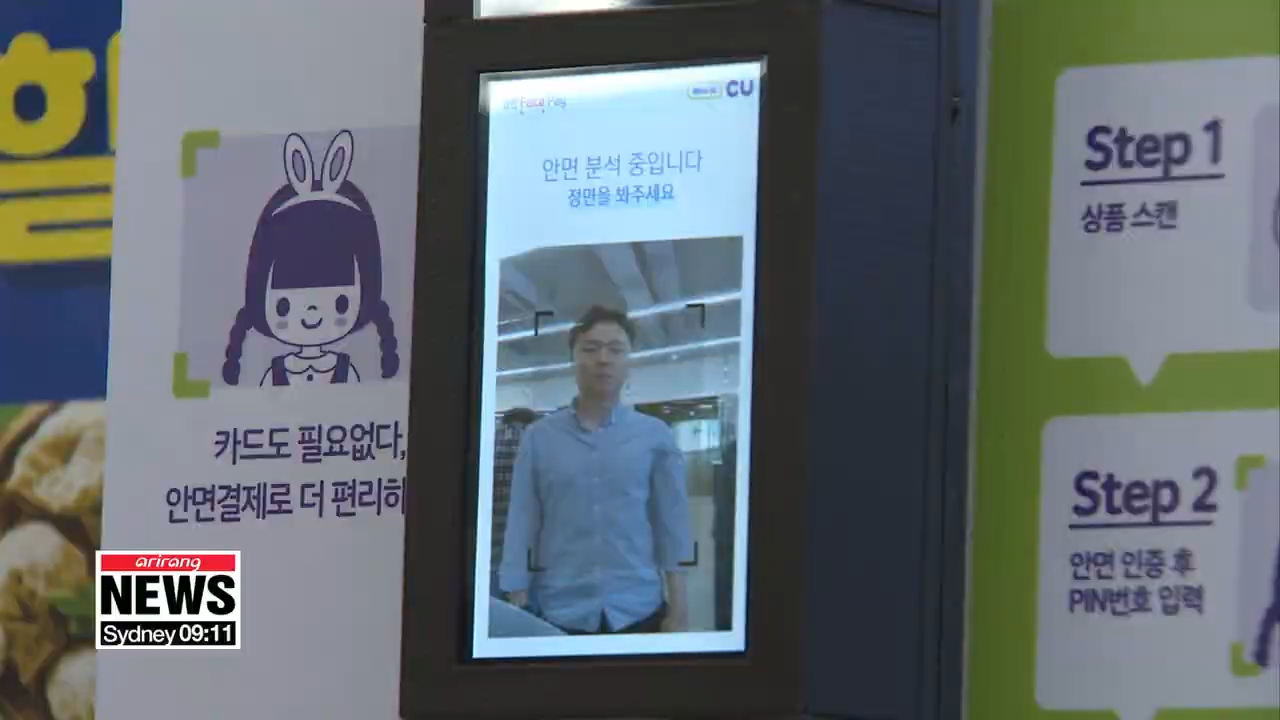 Face Pay
CU
안면 분석 중입니다
정면을 봐주세요
카드도 필요없다,
안면결제로 더 편리하
Step 1
상품 스캔
Step 2
안면 인증 후
PIN번호 입력
arirang
NEWS
Sydney 09:11